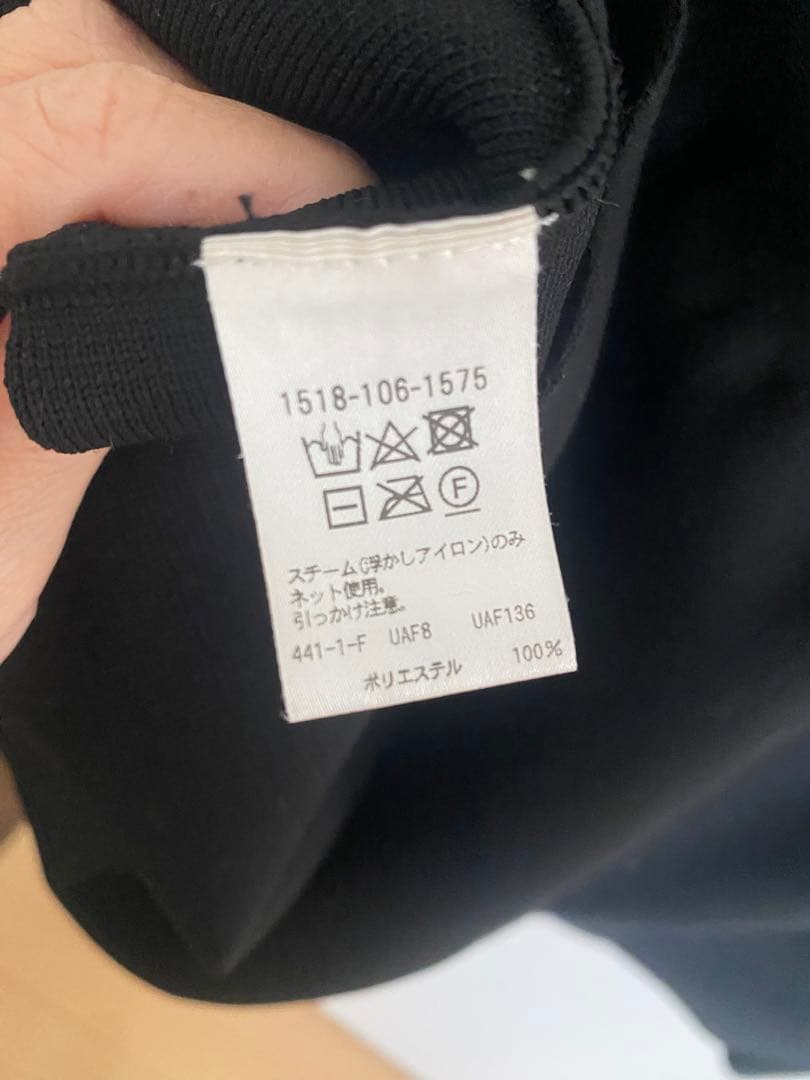 1518-106-1575
F
スチーム(浮かしアイロン)のみ
ネット使用。
引っかけ注意。
441-1-F UAF8 UAF136
ポリエステル 100%